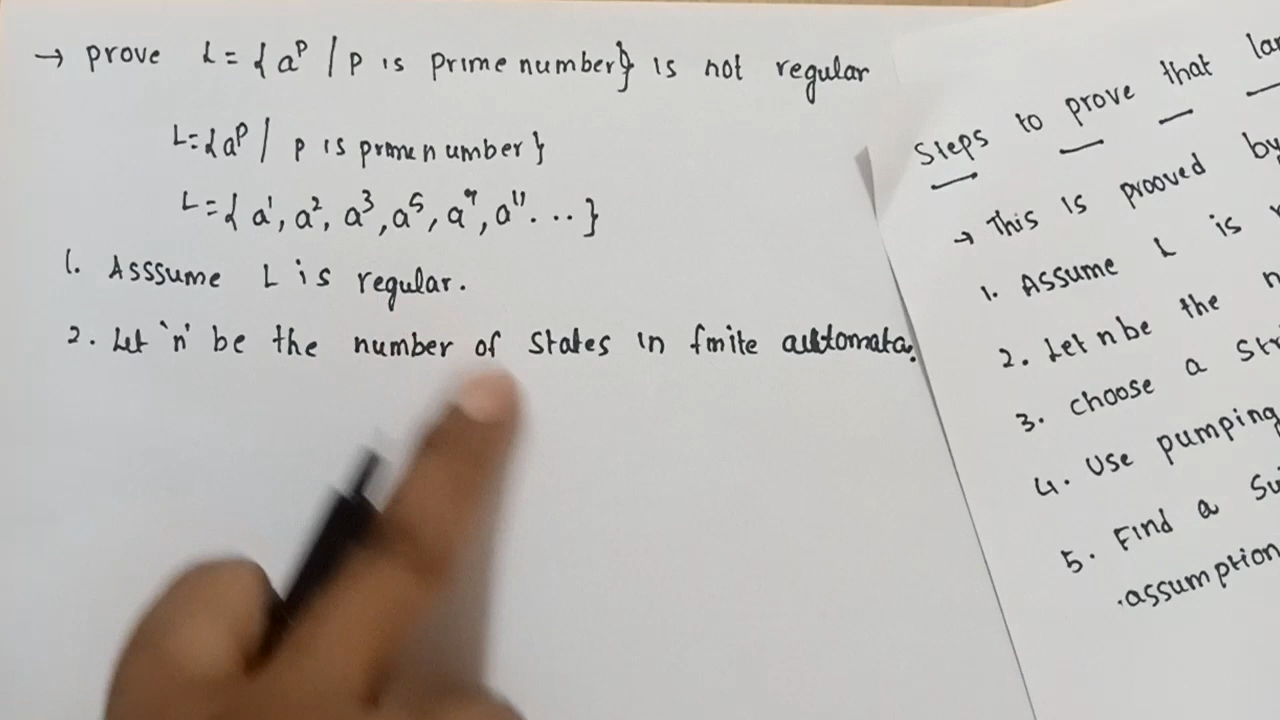 → prove L = { a^p / p is prime number} is not regular
L = { a^p / p is prime number }
L = { a^1, a^2, a^3, a^5, a^7, a^11 ... }
1. Asssume L is regular.
2. Let 'n' be the number of states in finite automata.
Steps to prove that
→ This is prooved by
1. Assume L is
2. Let n be the
3. choose a
4. Use pumping
5. Find a
assumption